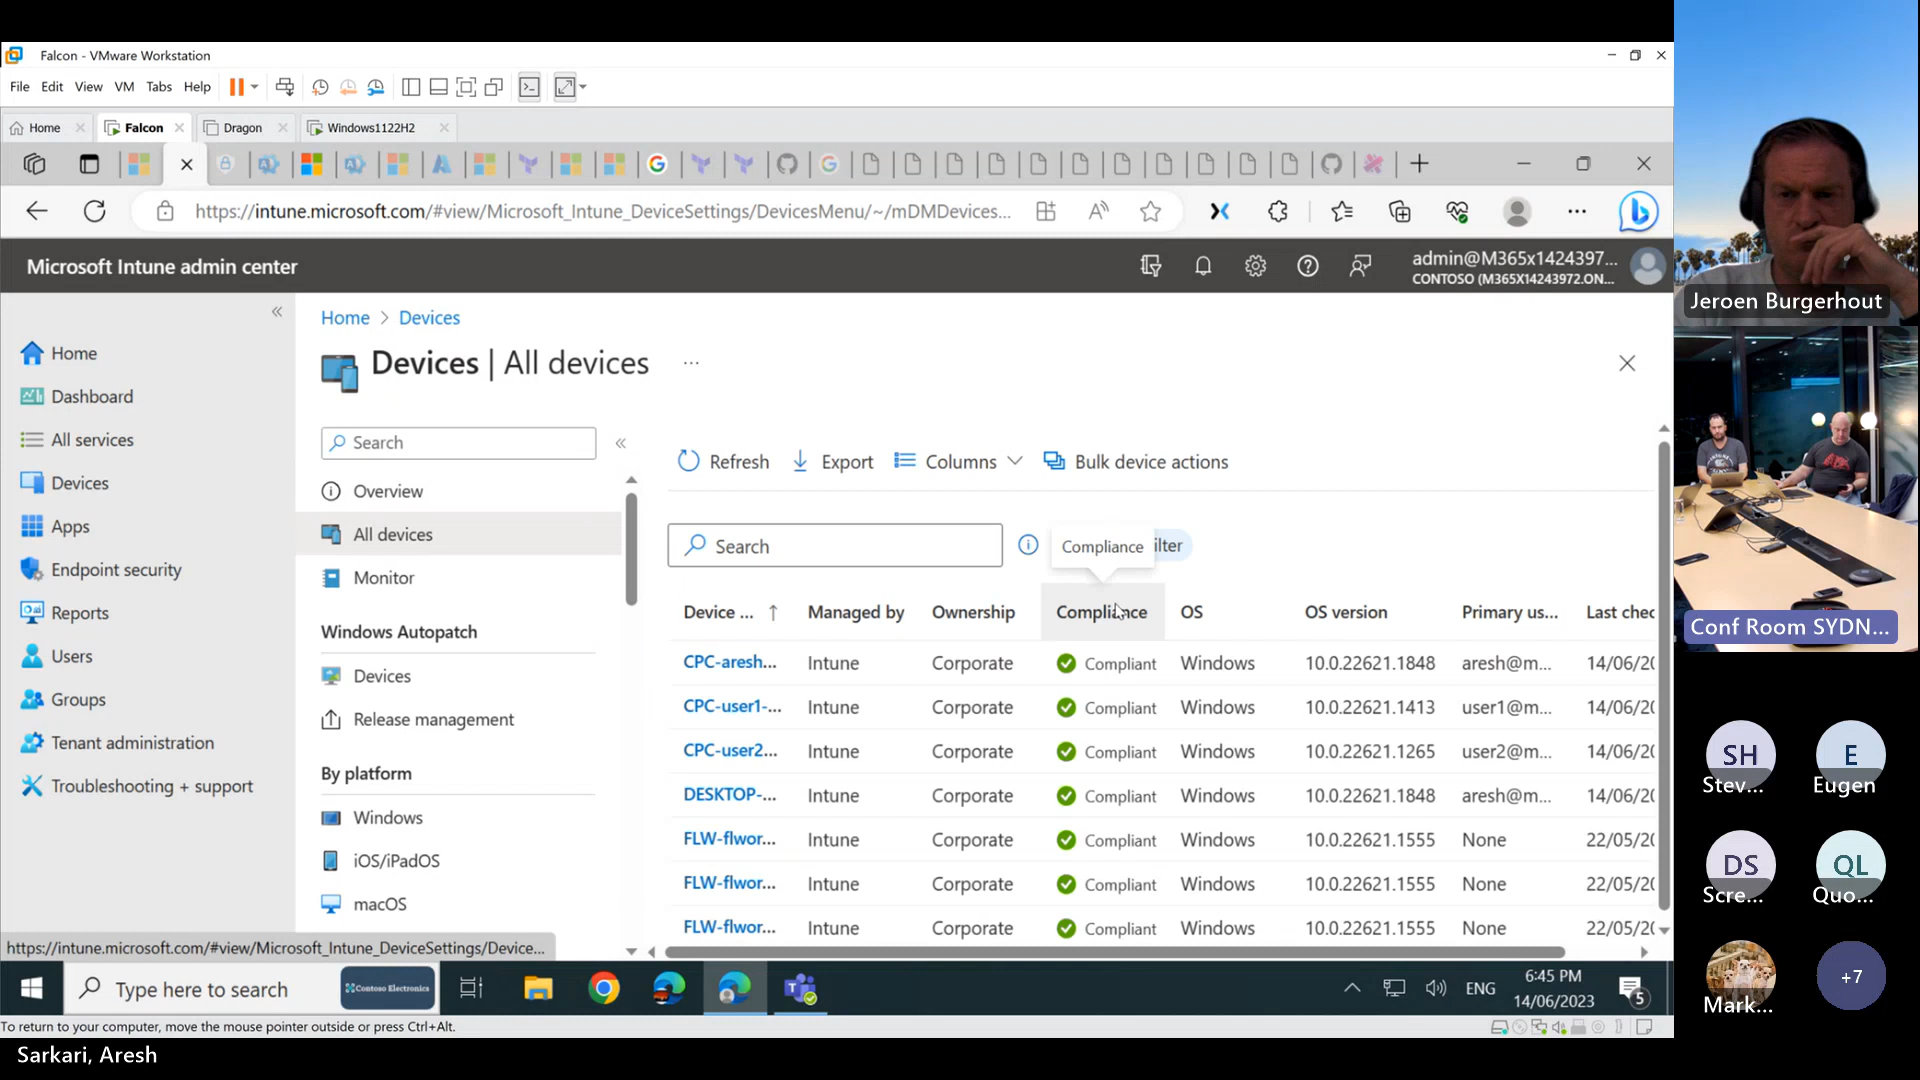 Falcon - VMware Workstation
File Edit View VM Tabs Help
Home Falcon Dragon Windows1122H2
https://intune.microsoft.com/#view/Microsoft_Intune_DeviceSettings/DevicesMenu/~/mDMDevices...
Microsoft Intune admin center
admin@M365x1424397...
CONTOSO (M365X14243972.ON...
Home > Devices
Devices | All devices ...
Home
Dashboard
All services
Devices
Apps
Endpoint security
Reports
Users
Groups
Tenant administration
Troubleshooting + support
Search
Overview
All devices
Monitor
Windows Autopatch
Devices
Release management
By platform
Windows
iOS/iPadOS
macOS
Refresh Export Columns Bulk device actions
Search Compliance ilter
Device ... ↑ Managed by Ownership Compliance OS OS version Primary us... Last chec
CPC-aresh... Intune Corporate Compliant Windows 10.0.22621.1848 aresh@m... 14/06/20
CPC-user1-... Intune Corporate Compliant Windows 10.0.22621.1413 user1@m... 14/06/20
CPC-user2... Intune Corporate Compliant Windows 10.0.22621.1265 user2@m... 14/06/20
DESKTOP-... Intune Corporate Compliant Windows 10.0.22621.1848 aresh@m... 14/06/20
FLW-flwor... Intune Corporate Compliant Windows 10.0.22621.1555 None 22/05/20
FLW-flwor... Intune Corporate Compliant Windows 10.0.22621.1555 None 22/05/20
FLW-flwor... Intune Corporate Compliant Windows 10.0.22621.1555 None 22/05/20
https://intune.microsoft.com/#view/Microsoft_Intune_DeviceSettings/Device...
Type here to search
Contoso Electronics
ENG
6:45 PM
14/06/2023
5
To return to your computer, move the mouse pointer outside or press Ctrl+Alt.
Sarkari, Aresh
Jeroen Burgerhout
Conf Room SYDN...
SH
Stev...
E
Eugen
DS
Scre...
QL
Quo...
Mark...
+7